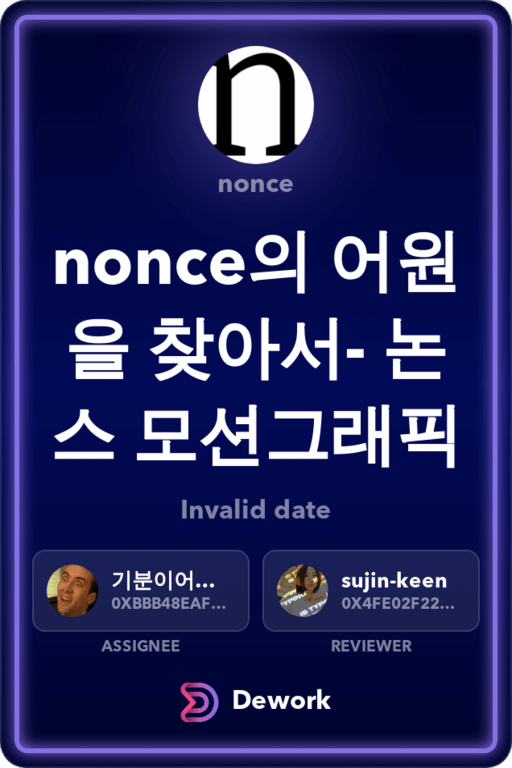 n
nonce
nonce의 어원
을 찾아서- 논
스 모션그래픽
Invalid date
기분이어...
0XBBB48EAF...
ASSIGNEE
sujin-keen
0X4FE02F22...
REVIEWER
Dework